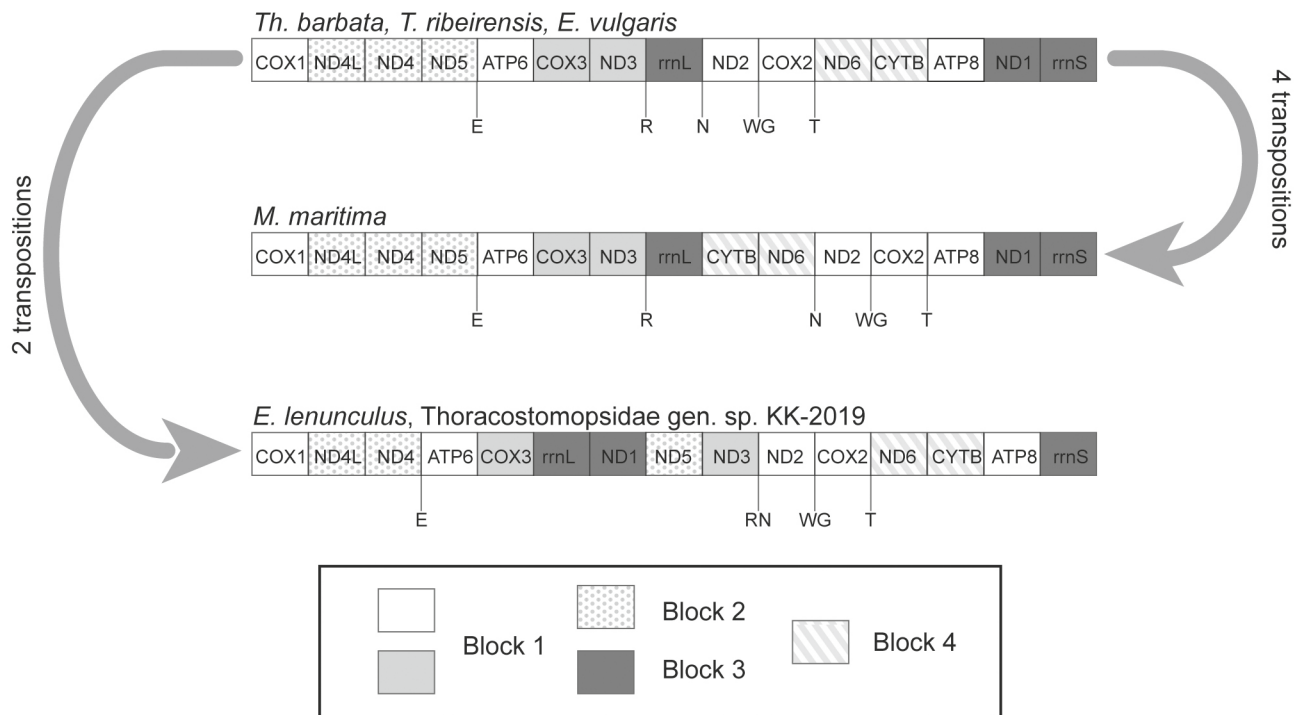 Th. barbata, T. ribeirensis, E. vulgaris
COX1 ND4L ND4 ND5 ATP6 COX3 ND3 rrnL ND2 COX2 ND6 CYTB ATP8 ND1 rrnS
E R N WG T
4 transpositions
2 transpositions
M. maritima
COX1 ND4L ND4 ND5 ATP6 COX3 ND3 rrnL CYTB ND6 ND2 COX2 ATP8 ND1 rrnS
E R N WG T
E. lenunculus, Thoracostomopsidae gen. sp. KK-2019
COX1 ND4L ND4 ATP6 COX3 rrnL ND1 ND5 ND3 ND2 COX2 ND6 CYTB ATP8 rrnS
E RN WG T
Block 1
Block 2
Block 3
Block 4